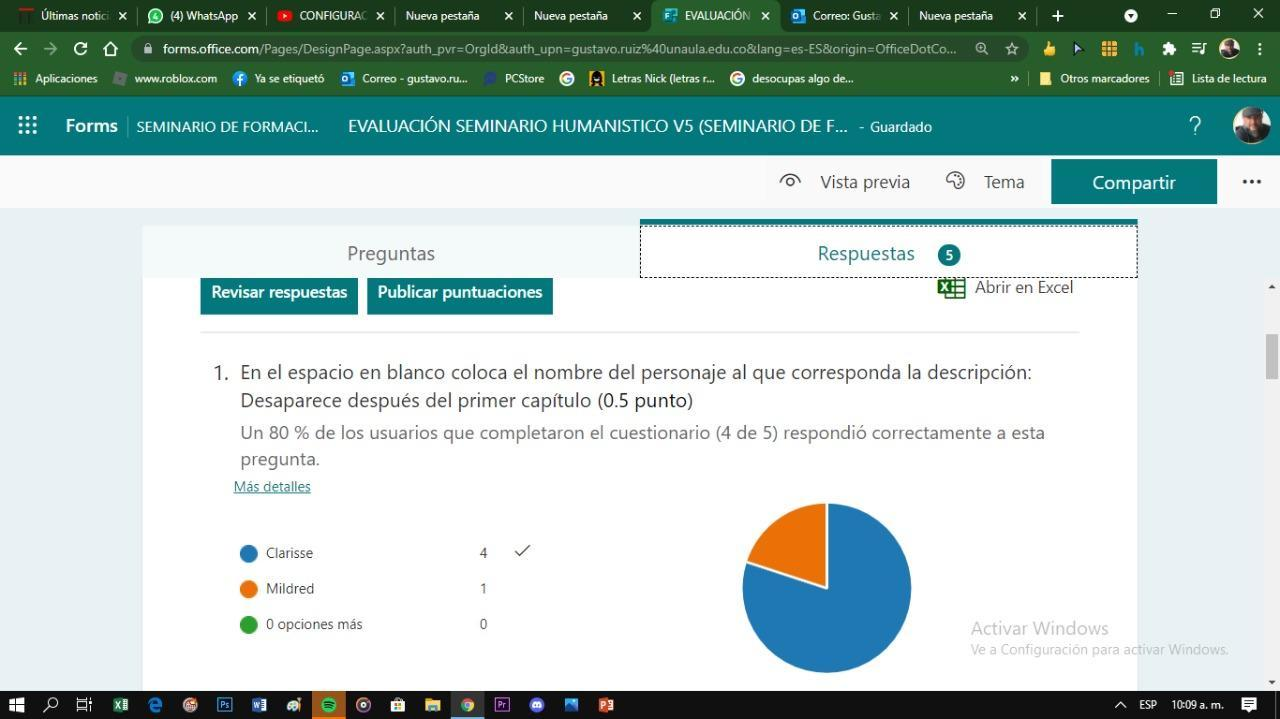 Últimas notici
(4) WhatsApp
CONFIGURAC
Nueva pestaña
Nueva pestaña
EVALUACIÓN
Correo: Gusta
Nueva pestaña
forms.office.com/Pages/DesignPage.aspx?auth_pvr=OrgId&auth_upn=gustavo.ruiz%40unaula.edu.co&lang=es-ES&origin=OfficeDotCo...
Aplicaciones
www.roblox.com
Ya se etiquetó
Correo - gustavo.ru...
PCStore
Letras Nick (letras r...
desocupas algo de...
»
Otros marcadores
Lista de lectura
Forms
SEMINARIO DE FORMACI...
EVALUACIÓN SEMINARIO HUMANISTICO V5 (SEMINARIO DE F... - Guardado
?
Vista previa
Tema
Compartir
Preguntas
Respuestas 5
Revisar respuestas
Publicar puntuaciones
Abrir en Excel
1. En el espacio en blanco coloca el nombre del personaje al que corresponda la descripción:
Desaparece después del primer capítulo (0.5 punto)
Un 80 % de los usuarios que completaron el cuestionario (4 de 5) respondió correctamente a esta
pregunta.
Más detalles
Clarisse 4
Mildred 1
0 opciones más 0
Activar Windows
Ve a Configuración para activar Windows.
ESP
10:09 a. m.